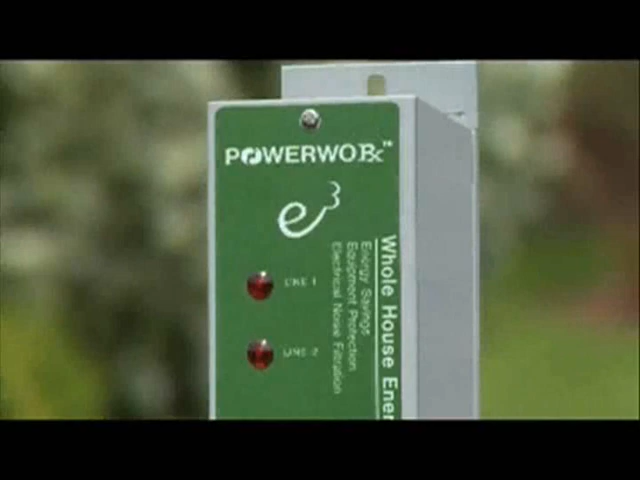 POWERWORx™
e3
LINE 1
LINE 2
Whole House Ener
Energy Savings
Equipment Protection
Electrical Noise Filtration